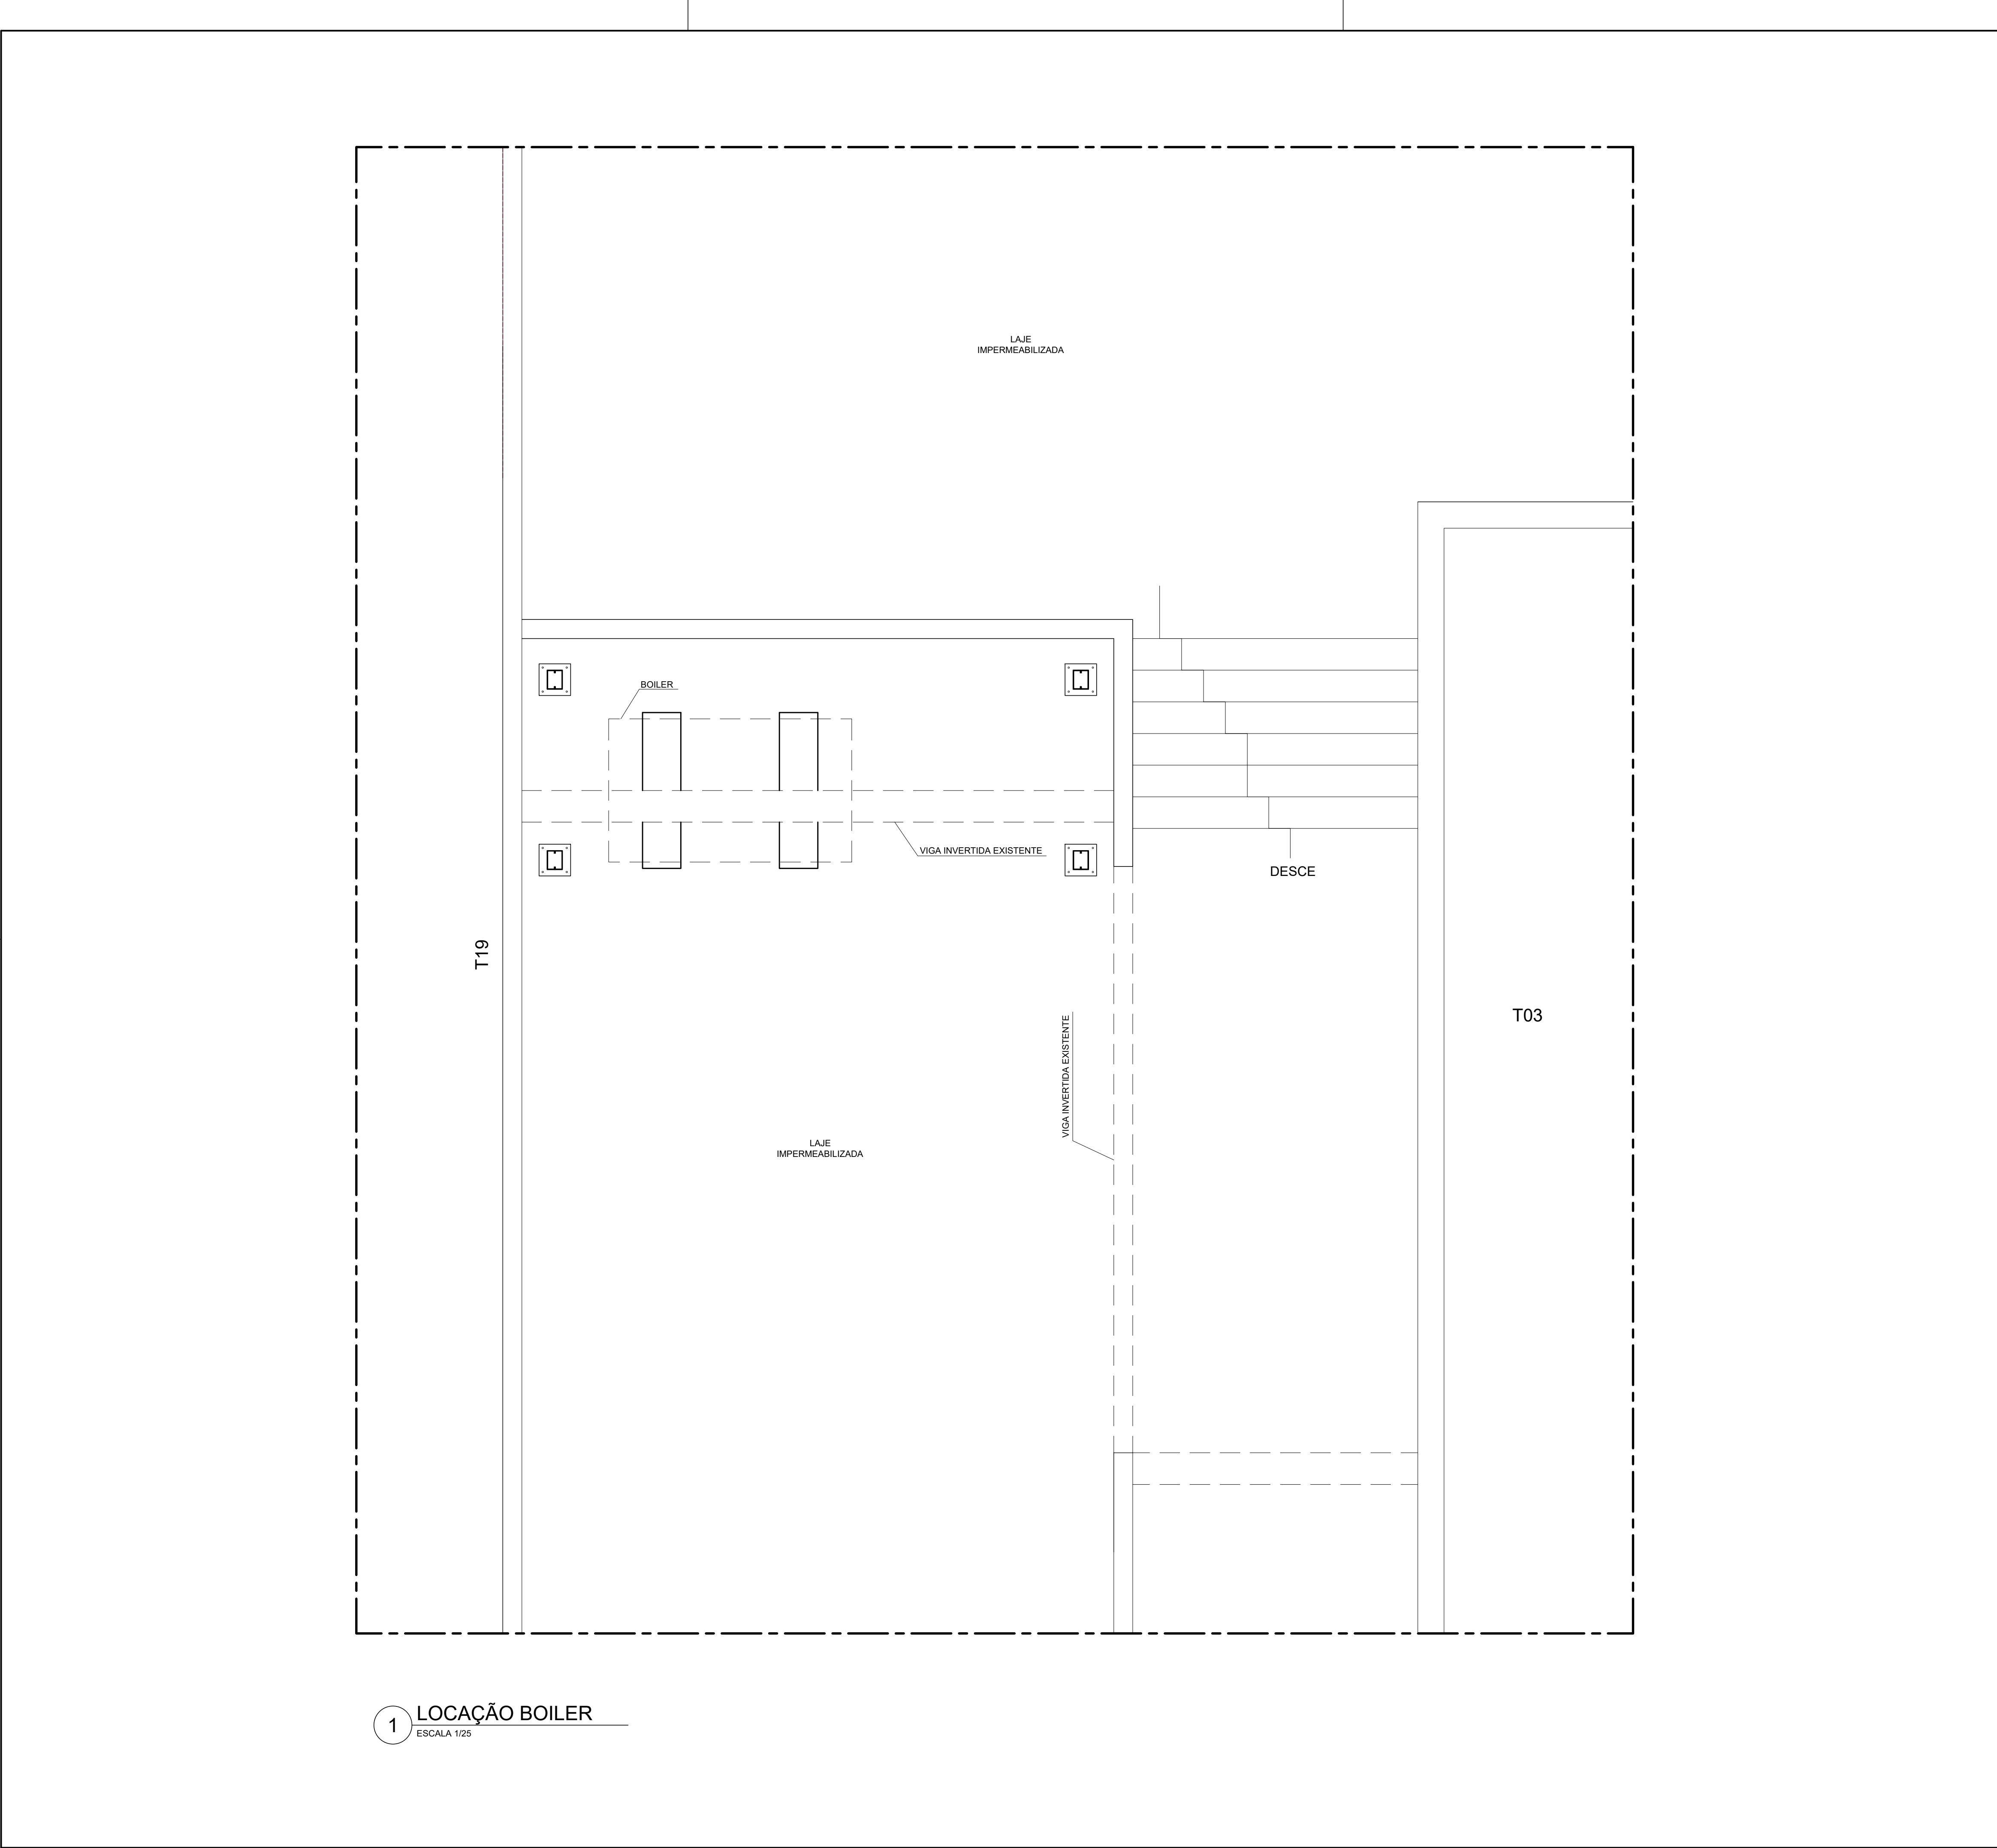 LAJE
IMPERMEABILIZADA
BOILER
VIGA INVERTIDA EXISTENTE
DESCE
T19
T03
VIGA INVERTIDA EXISTENTE
LAJE
IMPERMEABILIZADA
1
LOCAÇÃO BOILER
ESCALA 1/25